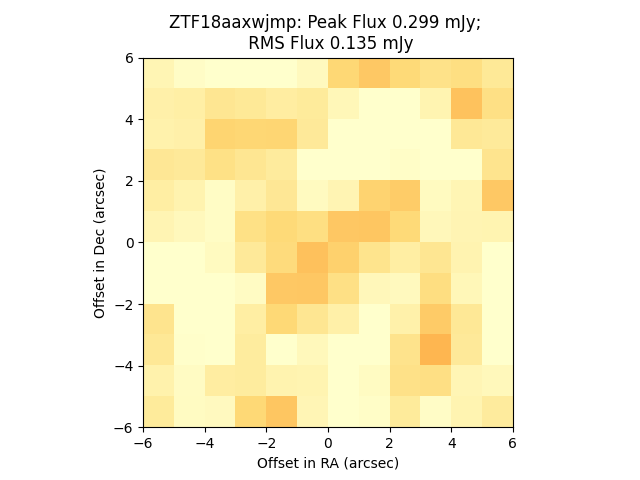 ZTF18aaxwjmp: Peak Flux 0.299 mJy;
RMS Flux 0.135 mJy
6
4
2
0
−2
−4
−6
Offset in Dec (arcsec)
−6 −4 −2 0 2 4 6
Offset in RA (arcsec)